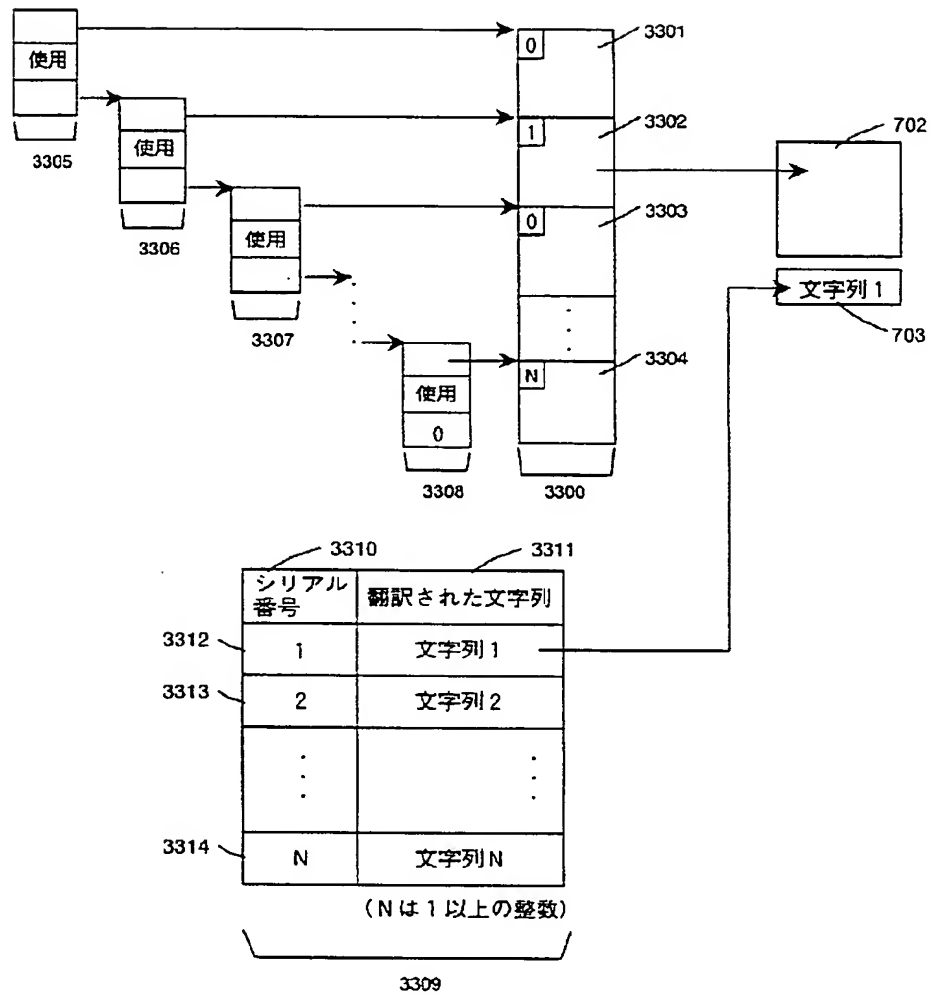 3301
0
使用
3302
702
1
3305
使用
3303
0
3306
使用
文字列1
703
3307
3304
N
使用
0
3308
3300
3310
3311
シリアル
番号
翻訳された文字列
3312
1
文字列1
3313
2
文字列2
3314
N
文字列N
(Nは1以上の整数)
3309